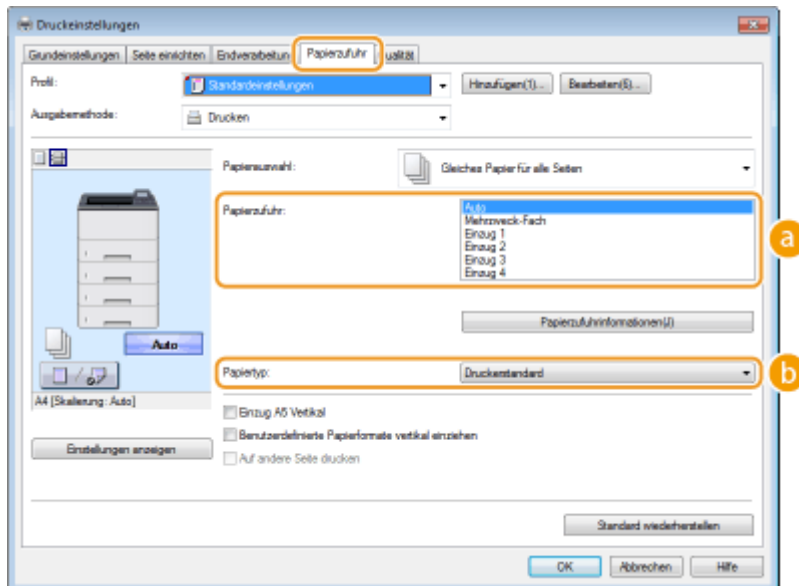 Druckeinstellungen
Grundeinstellungen Seite einrichten Endverarbeitun Papierzufuhr ualität
Profil: Standardeinstellungen Hinzufügen(1)... Bearbeiten(5)...
Ausgabemethode: Drucken
Papierauswahl: Gleiches Papier für alle Seiten
Papierzufuhr: Auto
Mehrzweck-Fach
Einzug 1
Einzug 2
Einzug 3
Einzug 4
a
Papierzufuhrinformationen(J)
Auto
Papiertyp: Druckerstandard
b
A4 [Skalierung: Auto]
Einzug A5 Vertikal
Benutzerdefinierte Papierformate vertikal einziehen
Einstellungen anzeigen
Auf andere Seite drucken
Standard wiederherstellen
OK Abbrechen Hilfe